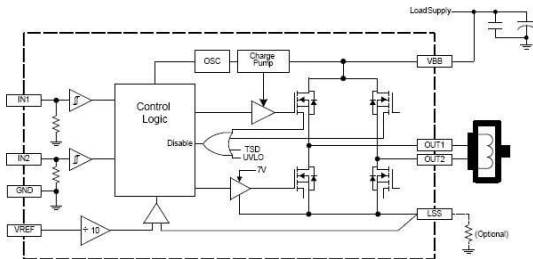 LoadSupply
OSC
Charge
Pump
VBB
IN1
Control
Logic
Disable
TSD
UVLO
OUT1
IN2
OUT2
7V
GND
LSS
VREF
÷ 10
(Optional)